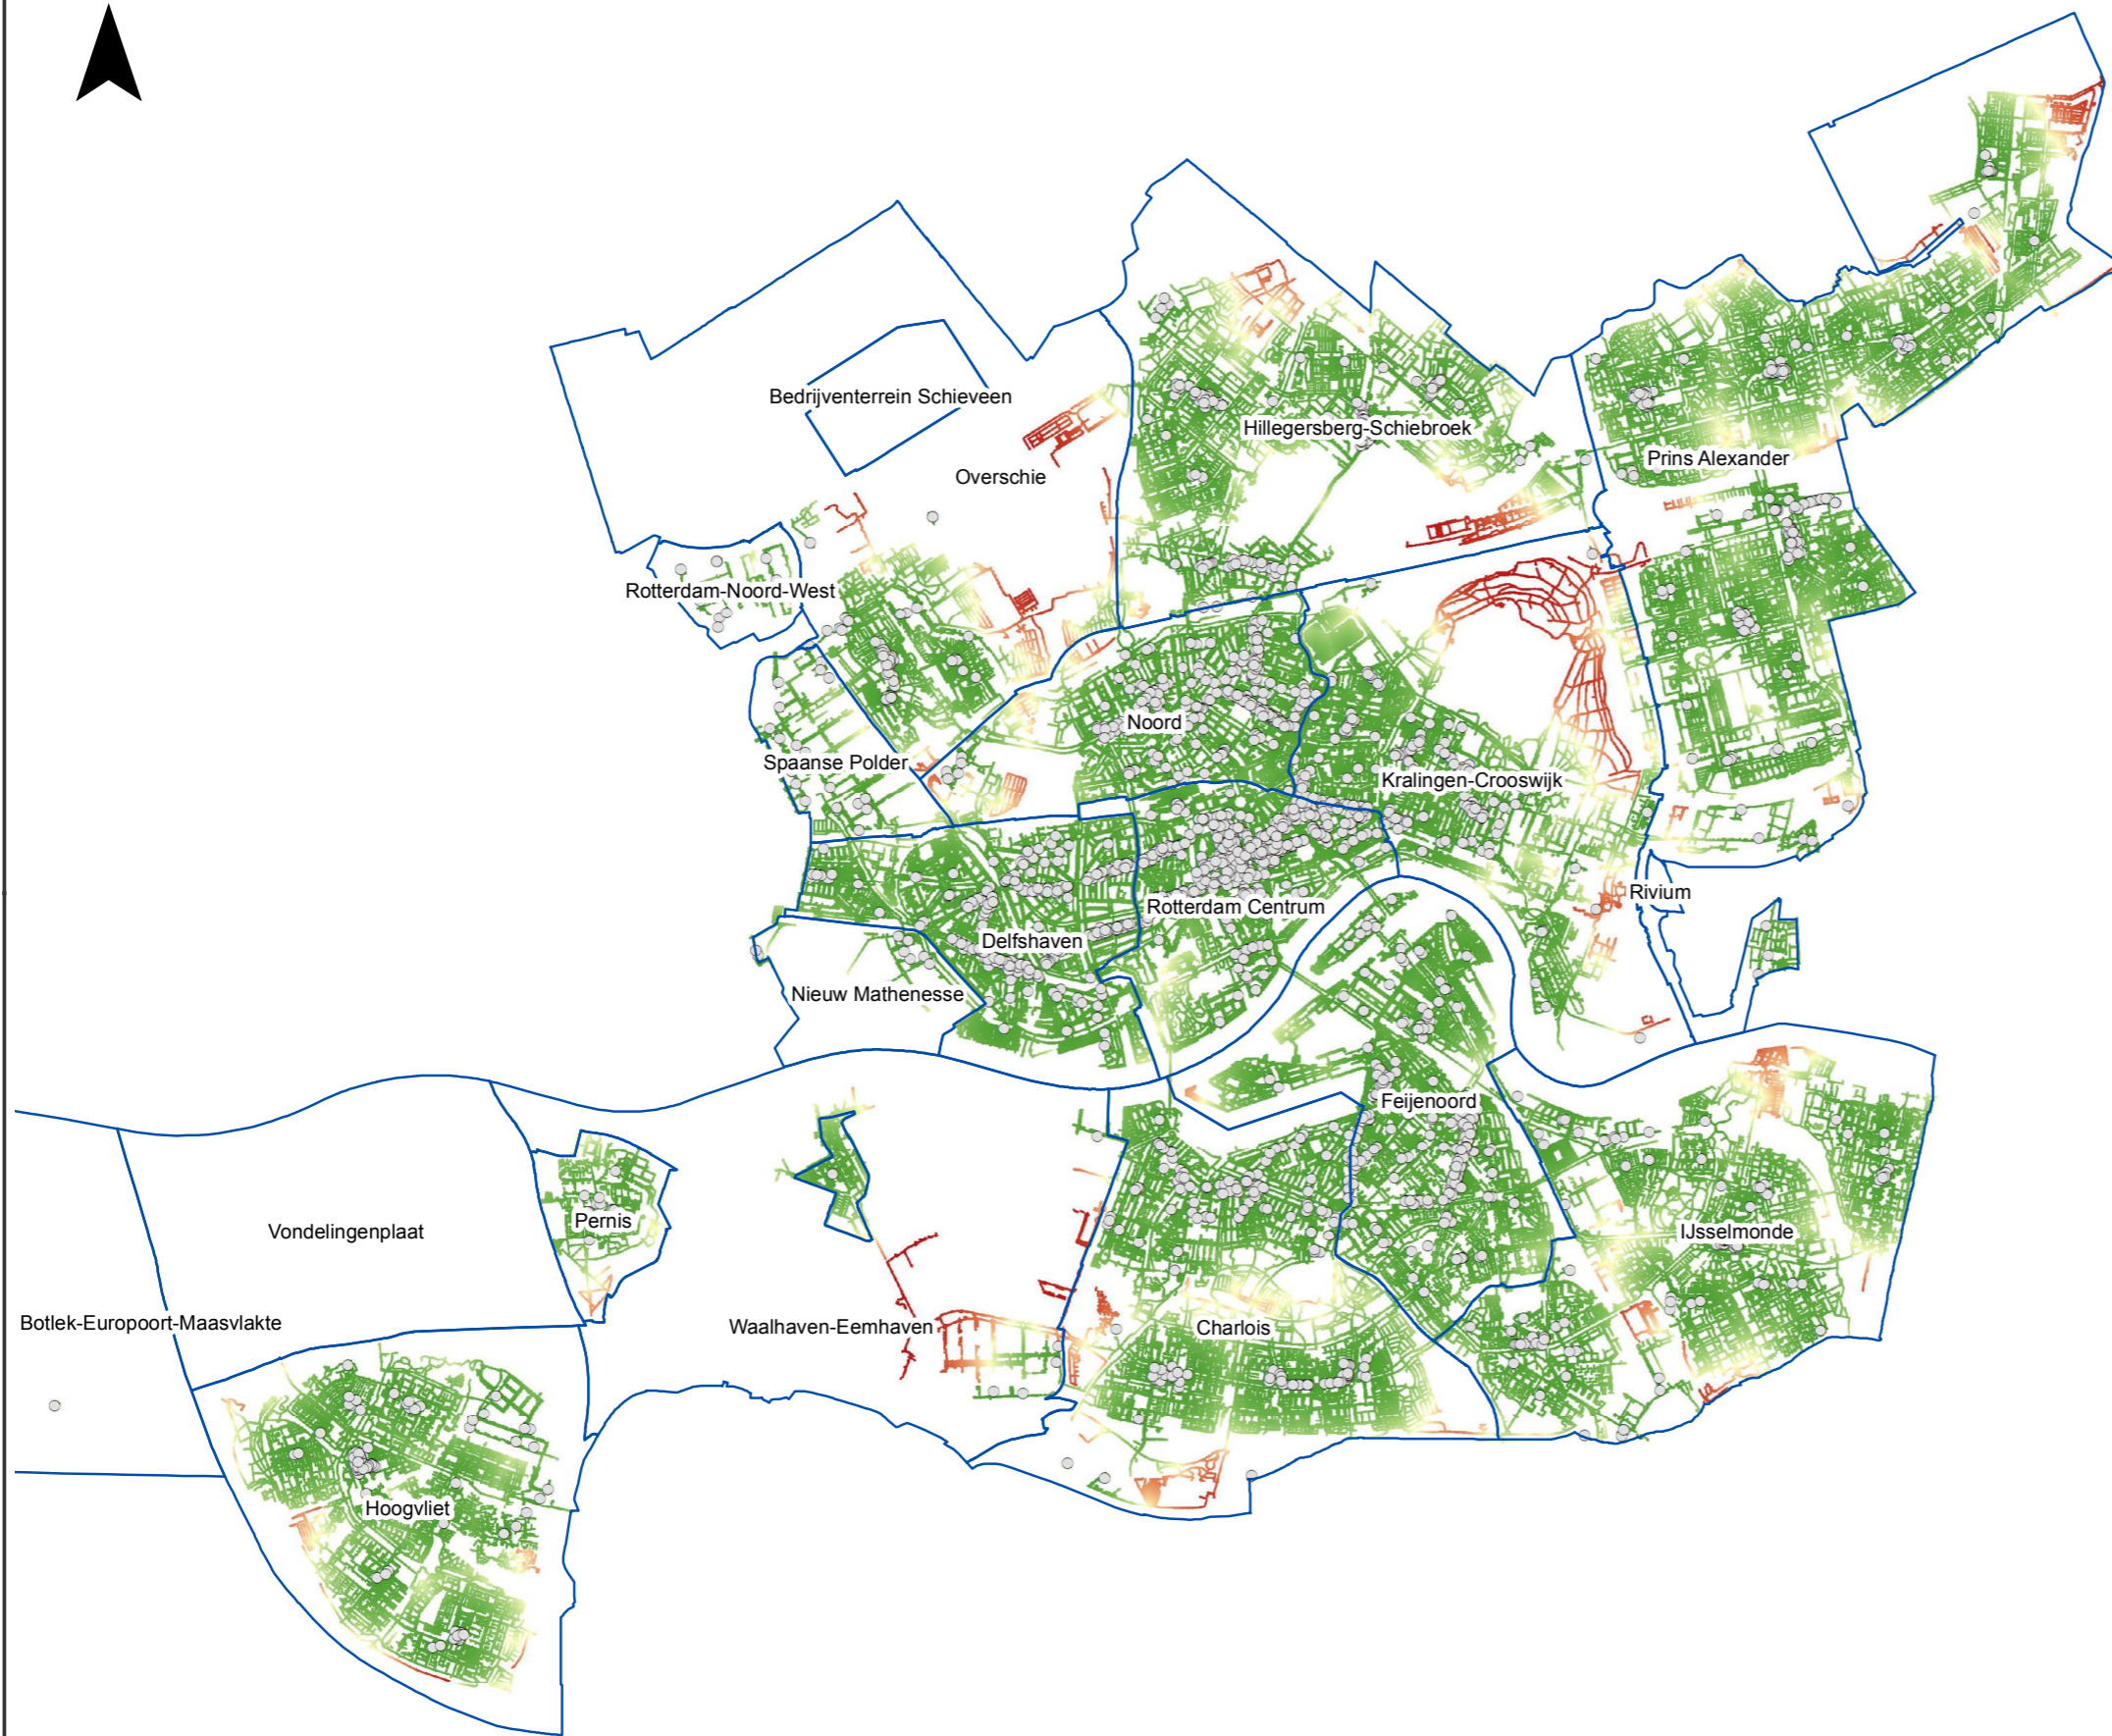 Bedrijventerrein Schieveen
Hillegersberg-Schiebroek
Prins Alexander
Overschie
Rotterdam-Noord-West
Noord
Spaanse Polder
Kralingen-Crooswijk
Rivium
Rotterdam Centrum
Delfshaven
Nieuw Mathenesse
Feijenoord
Pernis
Vondelingenplaat
IJsselmonde
Botlek-Europoort-Maasvlakte
Waalhaven-Eemhaven
Charlois
Hoogvliet